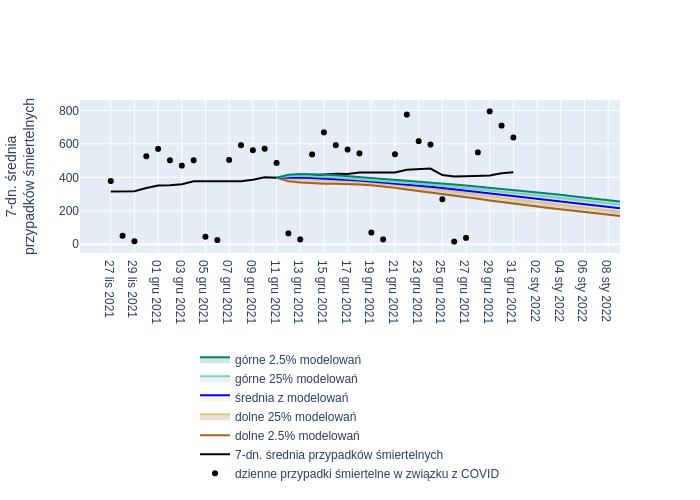 7-dn. średnia
przypadków śmiertelnych
800
600
400
200
0
27 lis 2021
29 lis 2021
01 gru 2021
03 gru 2021
05 gru 2021
07 gru 2021
09 gru 2021
11 gru 2021
13 gru 2021
15 gru 2021
17 gru 2021
19 gru 2021
21 gru 2021
23 gru 2021
25 gru 2021
27 gru 2021
29 gru 2021
31 gru 2021
02 sty 2022
04 sty 2022
06 sty 2022
08 sty 2022
górne 2.5% modelowań
górne 25% modelowań
średnia z modelowań
dolne 25% modelowań
dolne 2.5% modelowań
7-dn. średnia przypadków śmiertelnych
dzienne przypadki śmiertelne w związku z COVID